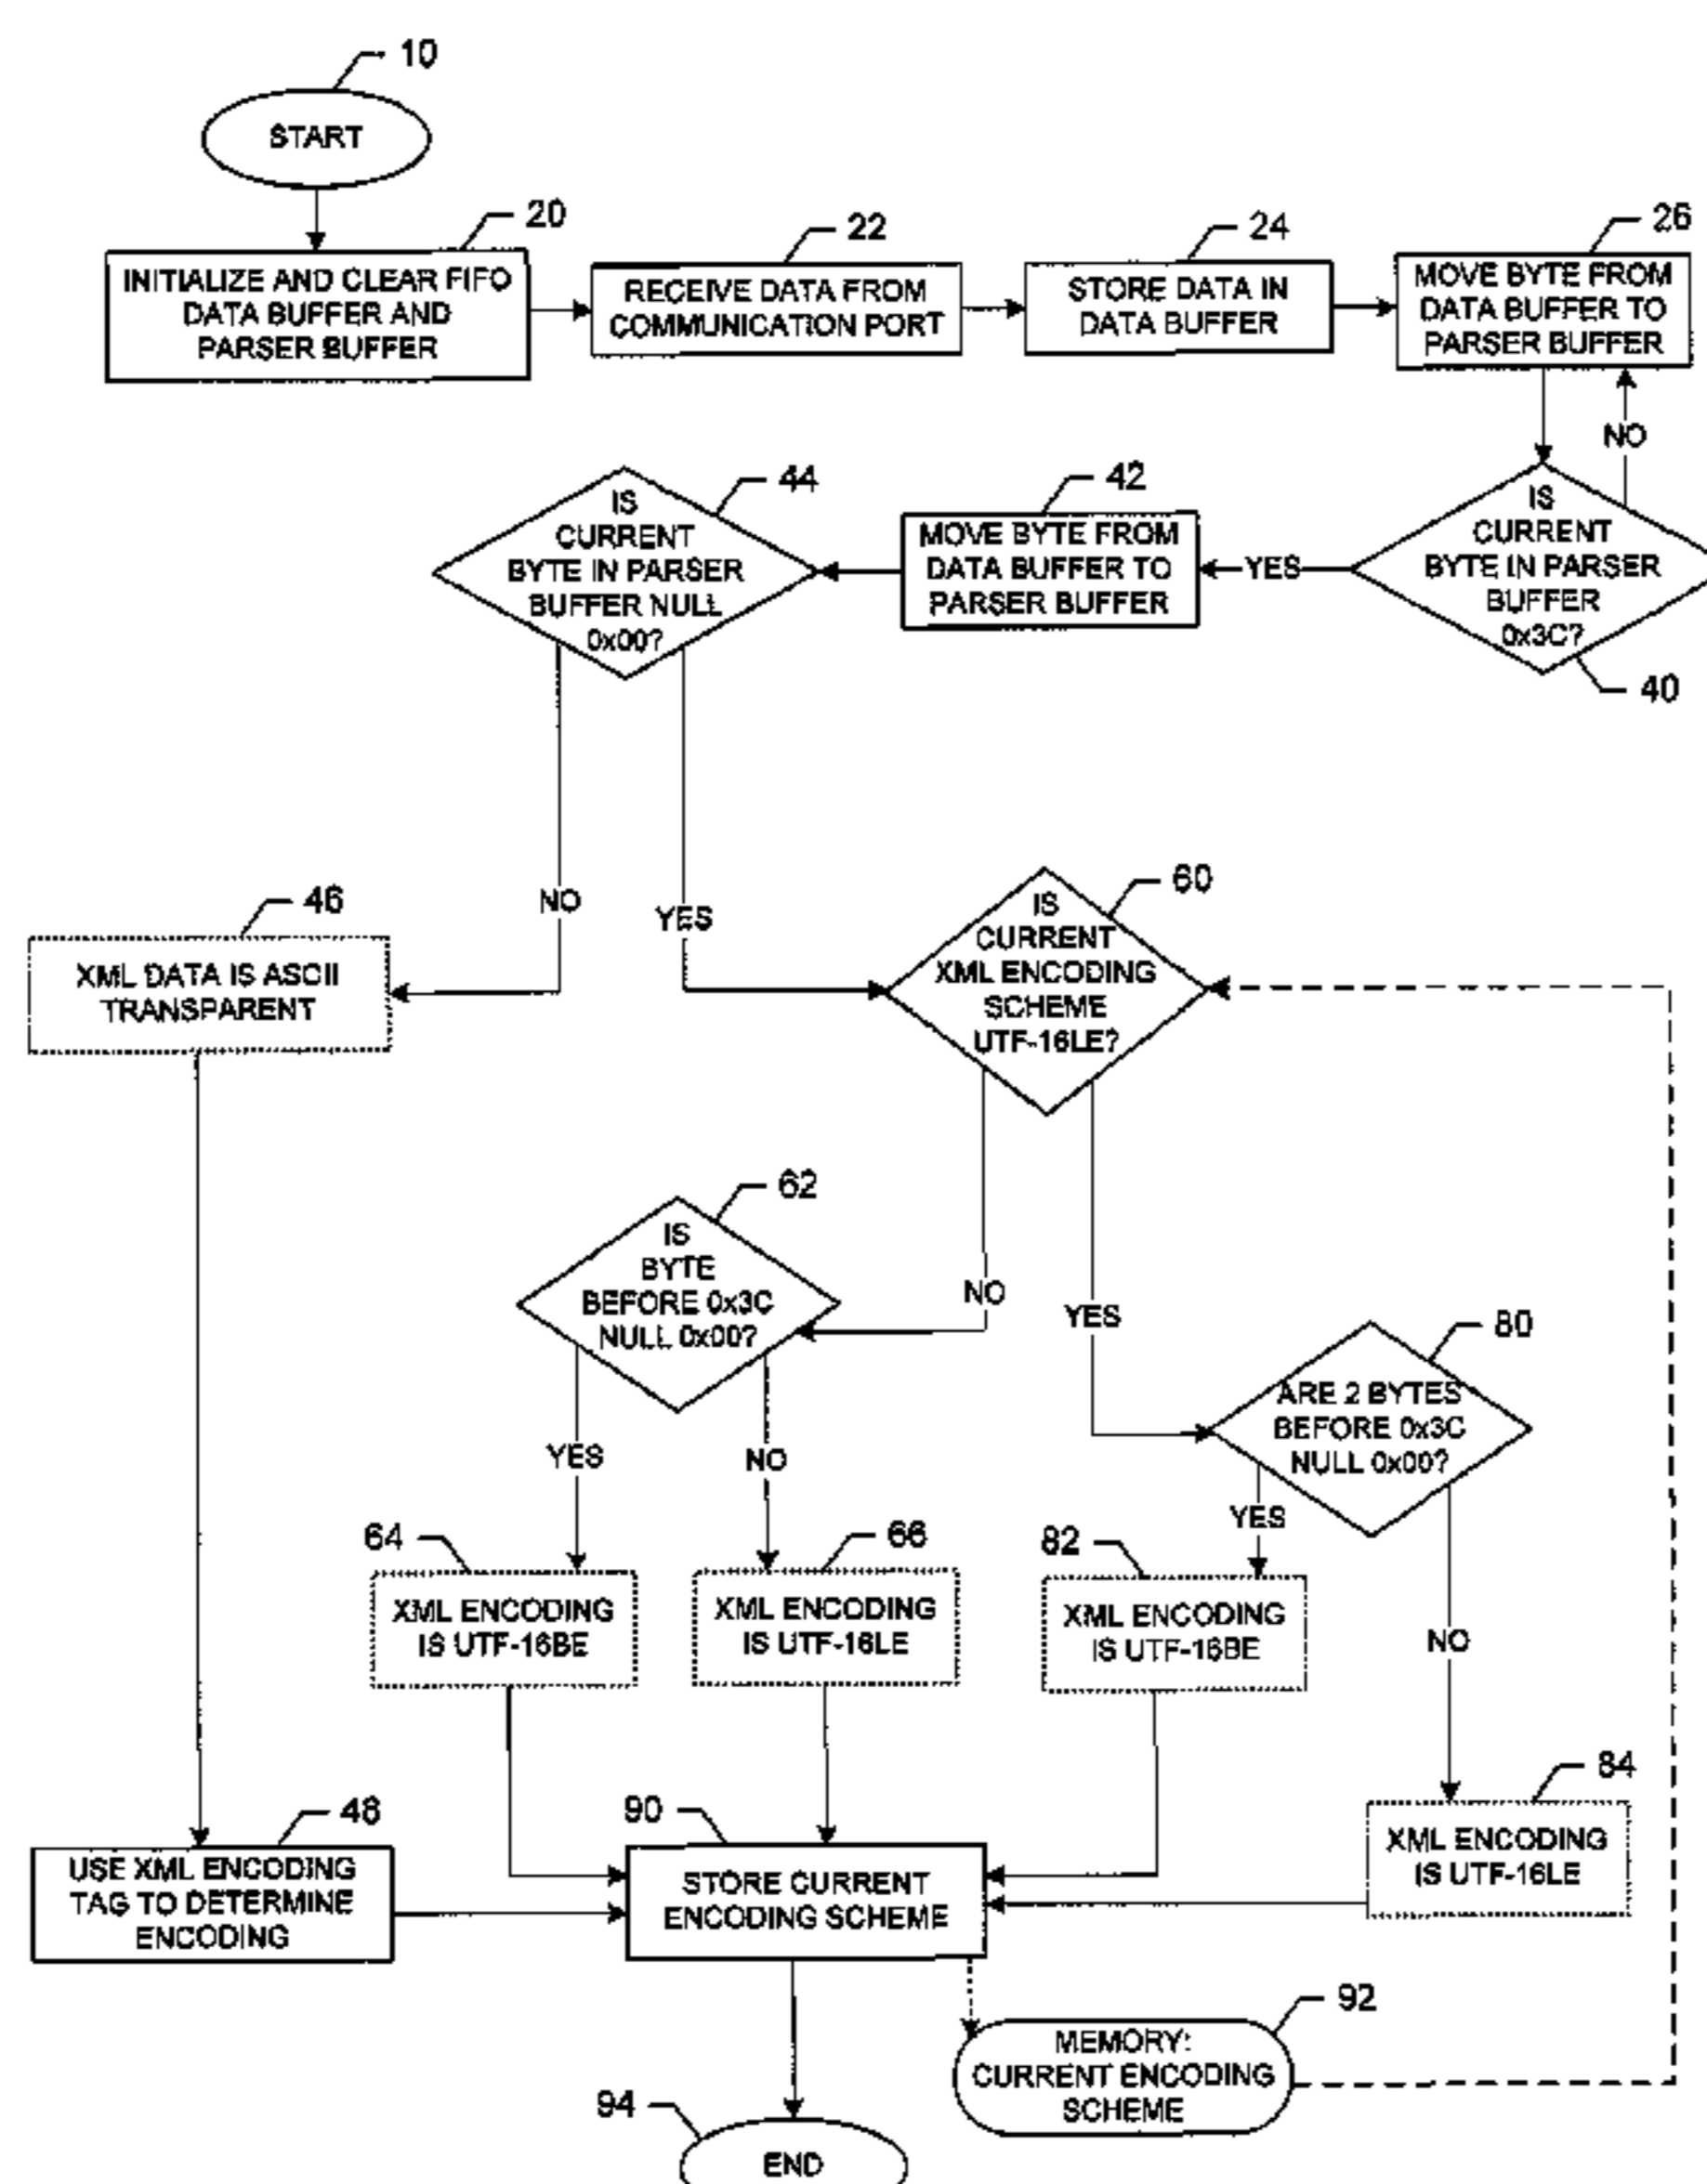 10
START
20
INITIALIZE AND CLEAR FIFO
DATA BUFFER AND
PARSER BUFFER
22
RECEIVE DATA FROM
COMMUNICATION PORT
24
STORE DATA IN
DATA BUFFER
26
MOVE BYTE FROM
DATA BUFFER TO
PARSER BUFFER
NO
IS
CURRENT
BYTE IN PARSER
BUFFER
0x3C?
40
YES
42
MOVE BYTE FROM
DATA BUFFER TO
PARSER BUFFER
44
IS
CURRENT
BYTE IN PARSER
BUFFER NULL
0x00?
NO
YES
46
XML DATA IS ASCII
TRANSPARENT
60
IS
CURRENT
XML ENCODING
SCHEME
UTF-16LE?
NO
YES
62
IS
BYTE
BEFORE 0x3C
NULL 0x00?
YES
NO
80
ARE 2 BYTES
BEFORE 0x3C
NULL 0x00?
YES
NO
64
XML ENCODING
IS UTF-16BE
66
XML ENCODING
IS UTF-16LE
82
XML ENCODING
IS UTF-16BE
84
XML ENCODING
IS UTF-16LE
48
USE XML ENCODING
TAG TO DETERMINE
ENCODING
90
STORE CURRENT
ENCODING SCHEME
92
MEMORY:
CURRENT ENCODING
SCHEME
94
END